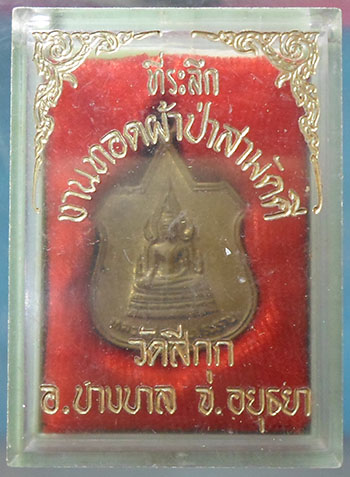 ที่ระลึก
งานทอดผ้าป่าสามัคคี
วัดสีกุก
อ.บางบาล จ.อยุธยา